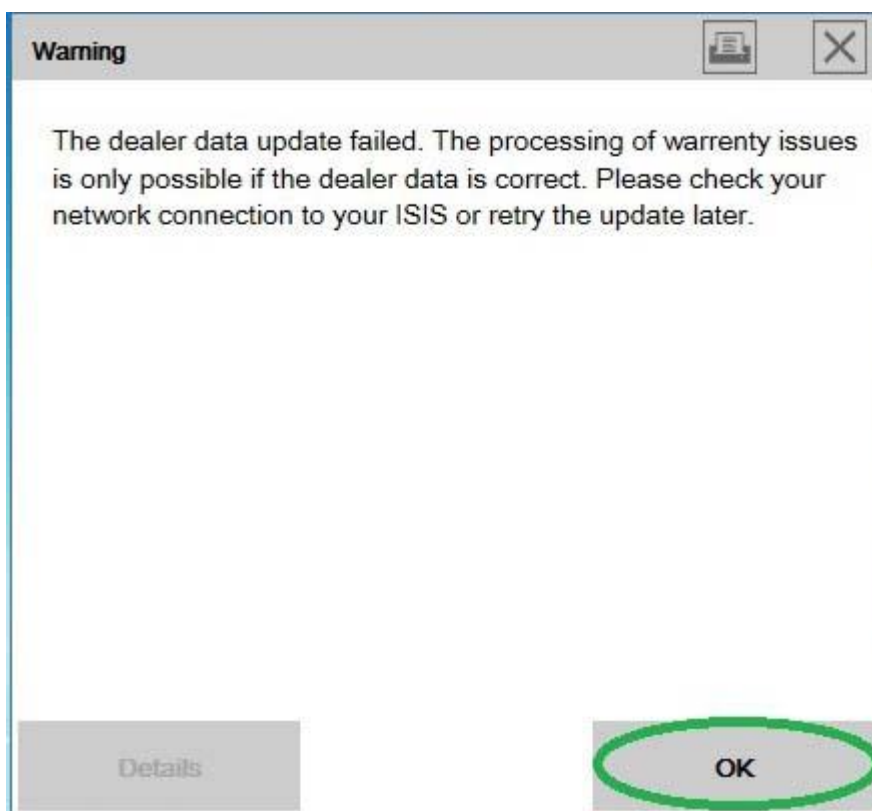 Warning
The dealer data update failed. The processing of warrenty issues
is only possible if the dealer data is correct. Please check your
network connection to your ISIS or retry the update later.
Details
OK